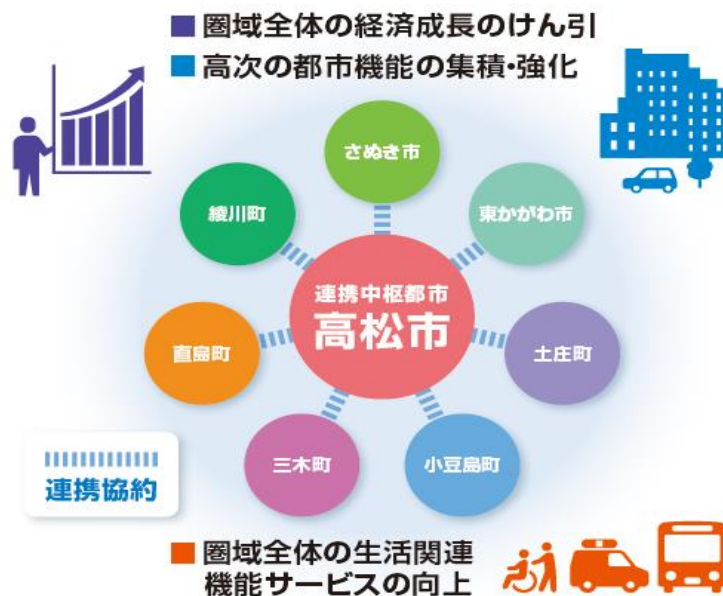 圏域全体の経済成長のけん引
高次の都市機能の集積・強化
さぬき市
綾川町
東かがわ市
連携中枢都市
高松市
直島町
土庄町
三木町
小豆島町
連携協約
圏域全体の生活関連
機能サービスの向上